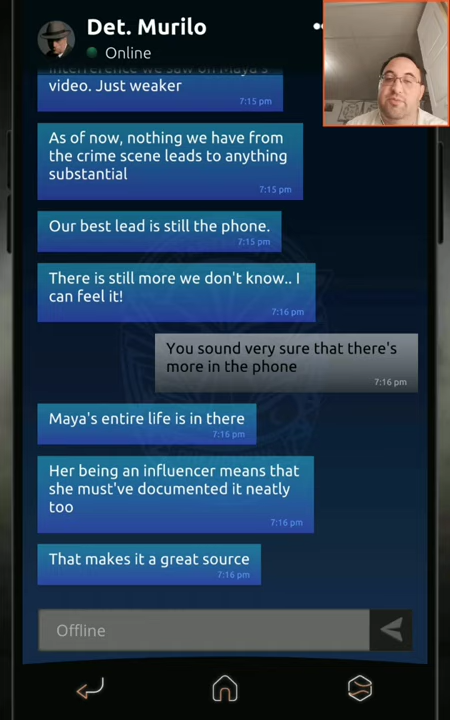 Det. Murilo
Online
interference we saw on Maya's
video. Just weaker
7:15 pm
As of now, nothing we have from
the crime scene leads to anything
substantial
7:15 pm
Our best lead is still the phone.
7:15 pm
There is still more we don't know.. I
can feel it!
7:16 pm
You sound very sure that there's
more in the phone
7:16 pm
Maya's entire life is in there
7:16 pm
Her being an influencer means that
she must've documented it neatly
too
7:16 pm
That makes it a great source
7:16 pm
Offline